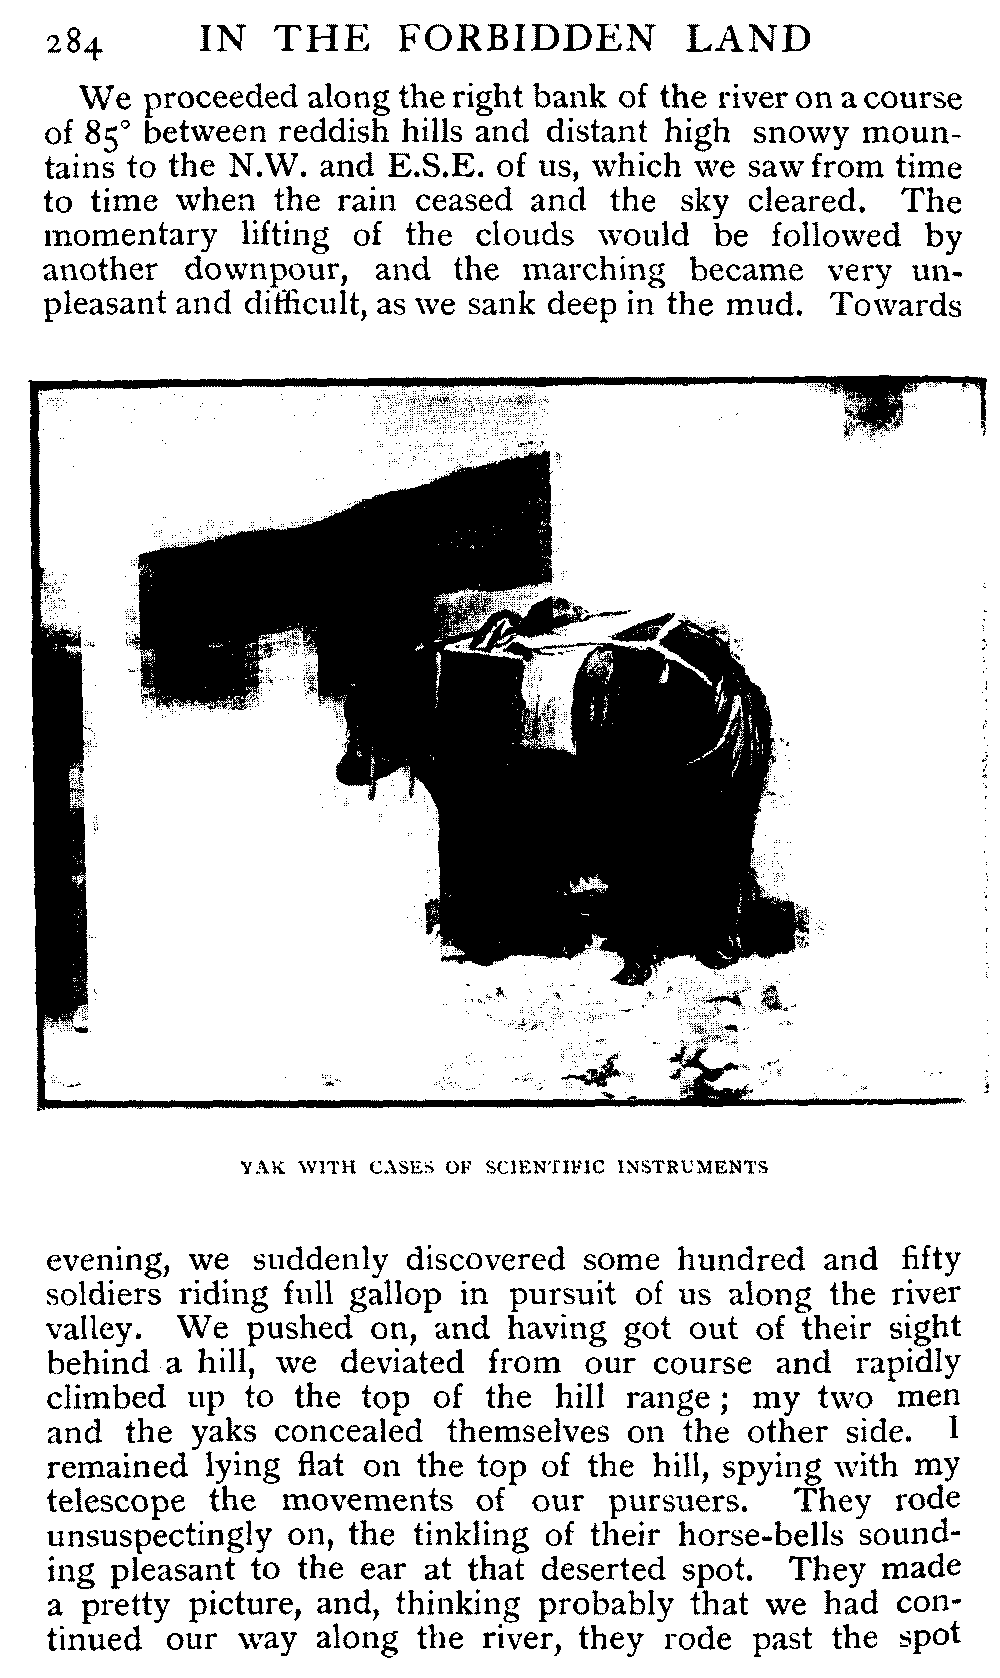 284 IN THE FORBIDDEN LAND
We proceeded along the right bank of the river on a course
of 85° between reddish hills and distant high snowy moun-
tains to the N.W. and E.S.E. of us, which we saw from time
to time when the rain ceased and the sky cleared. The
momentary lifting of the clouds would be followed by
another downpour, and the marching became very un-
pleasant and difficult, as we sank deep in the mud. Towards
YAK WITH CASES OF SCIENTIFIC INSTRUMENTS
evening, we suddenly discovered some hundred and fifty
soldiers riding full gallop in pursuit of us along the river
valley. We pushed on, and having got out of their sight
behind a hill, we deviated from our course and rapidly
climbed up to the top of the hill range; my two men
and the yaks concealed themselves on the other side. I
remained lying flat on the top of the hill, spying with my
telescope the movements of our pursuers. They rode
unsuspectingly on, the tinkling of their horse-bells sound-
ing pleasant to the ear at that deserted spot. They made
a pretty picture, and, thinking probably that we had con-
tinued our way along the river, they rode past the spot